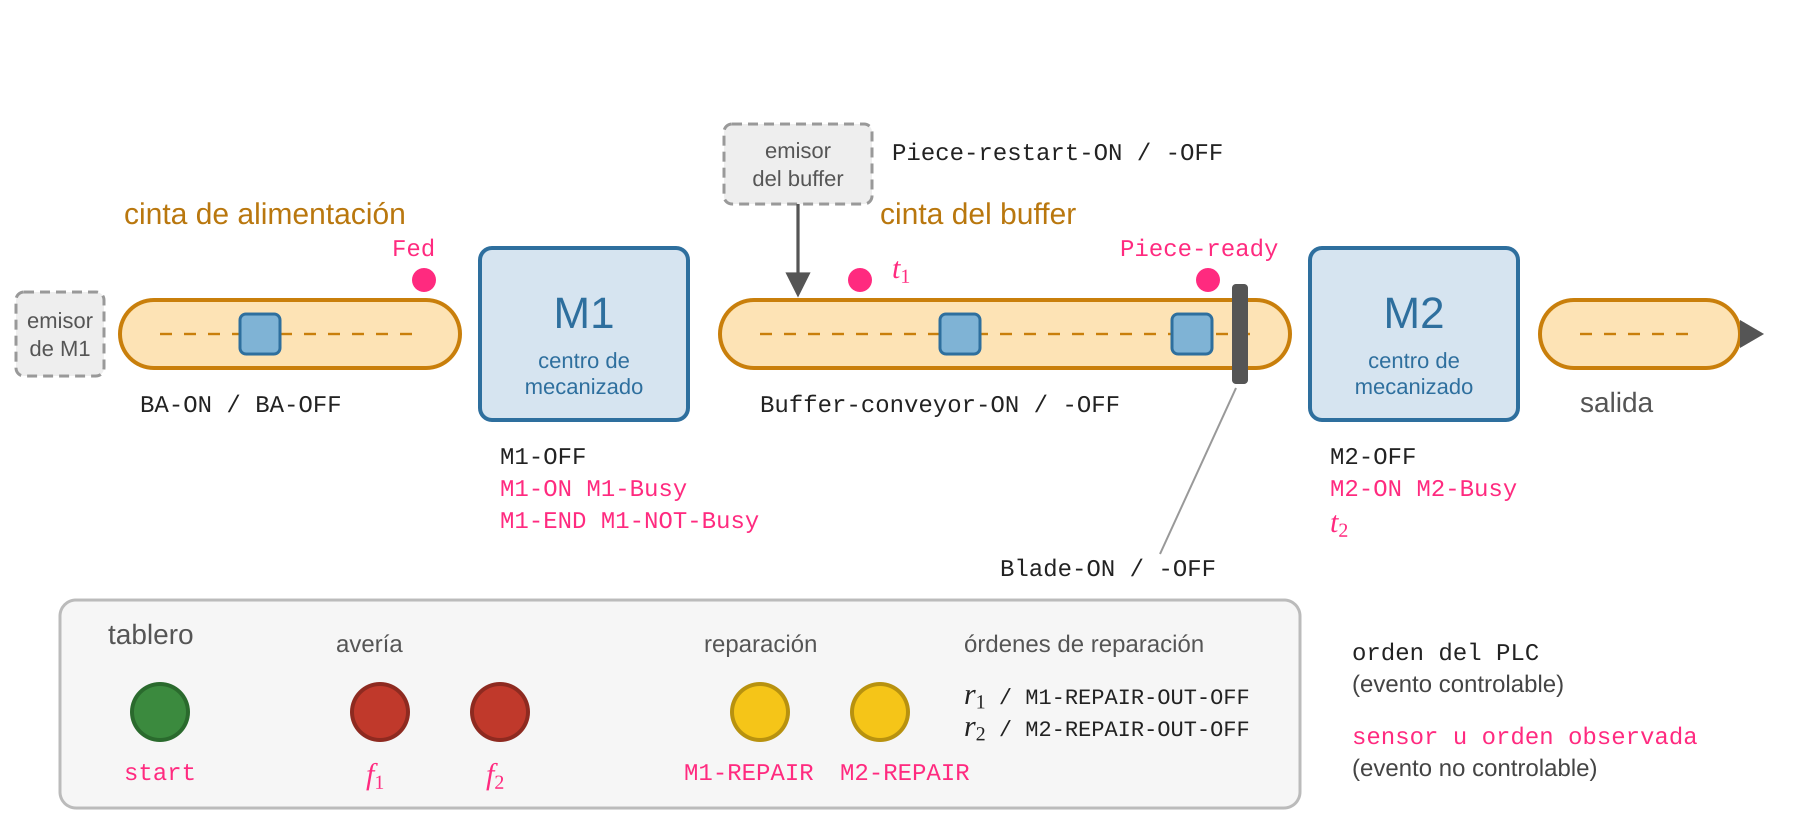 emisor
del buffer
Piece-restart-ON / -OFF
cinta de alimentación
cinta del buffer
Fed
t1
Piece-ready
emisor
de M1
M1
centro de
mecanizado
M2
centro de
mecanizado
BA-ON / BA-OFF
Buffer-conveyor-ON / -OFF
salida
M1-OFF
M1-ON M1-Busy
M1-END M1-NOT-Busy
M2-OFF
M2-ON M2-Busy
t2
Blade-ON / -OFF
tablero
avería
reparación
órdenes de reparación
r1 / M1-REPAIR-OUT-OFF
r2 / M2-REPAIR-OUT-OFF
start
f1
f2
M1-REPAIR
M2-REPAIR
orden del PLC
(evento controlable)
sensor u orden observada
(evento no controlable)